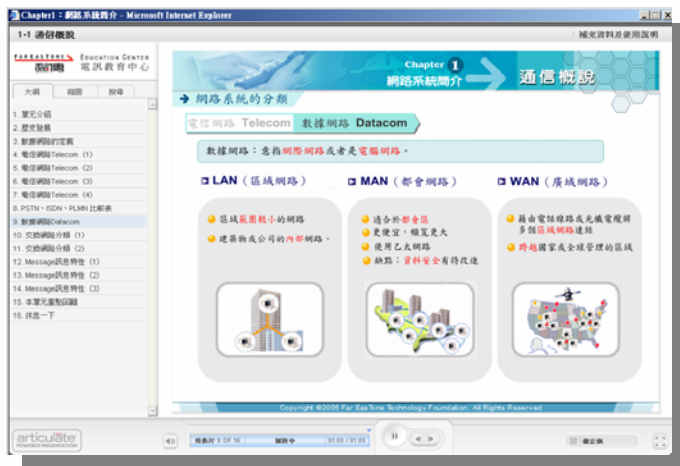 Chapter1：網路系統簡介 - Microsoft Internet Explorer
1-1 通信概說
補充資料及使用說明
FAREASTONE
EDUCATION CENTER
電訊教育中心
大綱
縮圖
搜尋
1. 單元介紹
2. 歷史發展
3. 數據網路的定義
4. 電信網路Telecom （1）
5. 電信網路Telecom （2）
6. 電信網路Telecom （3）
7. 電信網路Telecom （4）
8. PSTN、ISDN、PLMN 比較表
9. 數據網路Datacom
10. 交換網路分類 （1）
11. 交換網路分類 （2）
12. Message訊息特性 （1）
13. Message訊息特性 （2）
14. Message訊息特性 （3）
15. 本單元重點回顧
16. 休息一下
Chapter 1
網路系統簡介
通信概說
網路系統的分類
電信網路 Telecom
數據網路 Datacom
數據網路：意指網際網路或者是電腦網路。
LAN（區域網路）
區域範圍較小的網路
建築物或公司的內部網路。
MAN（都會網路）
適合於都會區
更便宜，頻寬更大
使用乙太網路
缺點：資料安全有待改進
WAN（廣域網路）
藉由電話線路或光纖電纜將
多個區域網路連結
跨越國家或全球管理的區域
Copyright ©2005 Far EasTone Technology Foundation. All Rights Reserved
articulate
POWERED PRESENTATION
投影片 9 OF 16
01:00 / 01:00